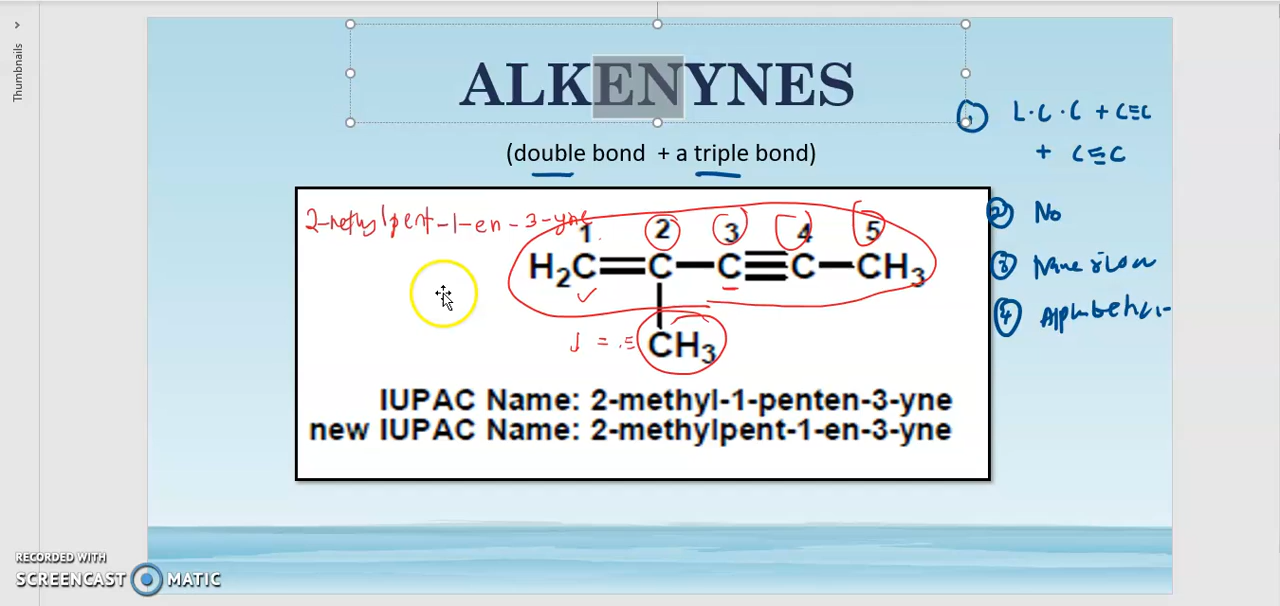 Thumbnails
ALKENYNES
① L.C.C + C≡C
(double bond + a triple bond)
+ C≡C
2-methylpent-1-en-3-yne
1 2 3 4 5
② No
H₂C=C-C≡C-CH₃
③ Name
CH₃
④
IUPAC Name: 2-methyl-1-penten-3-yne
new IUPAC Name: 2-methylpent-1-en-3-yne
RECORDED WITH
SCREENCAST MATIC